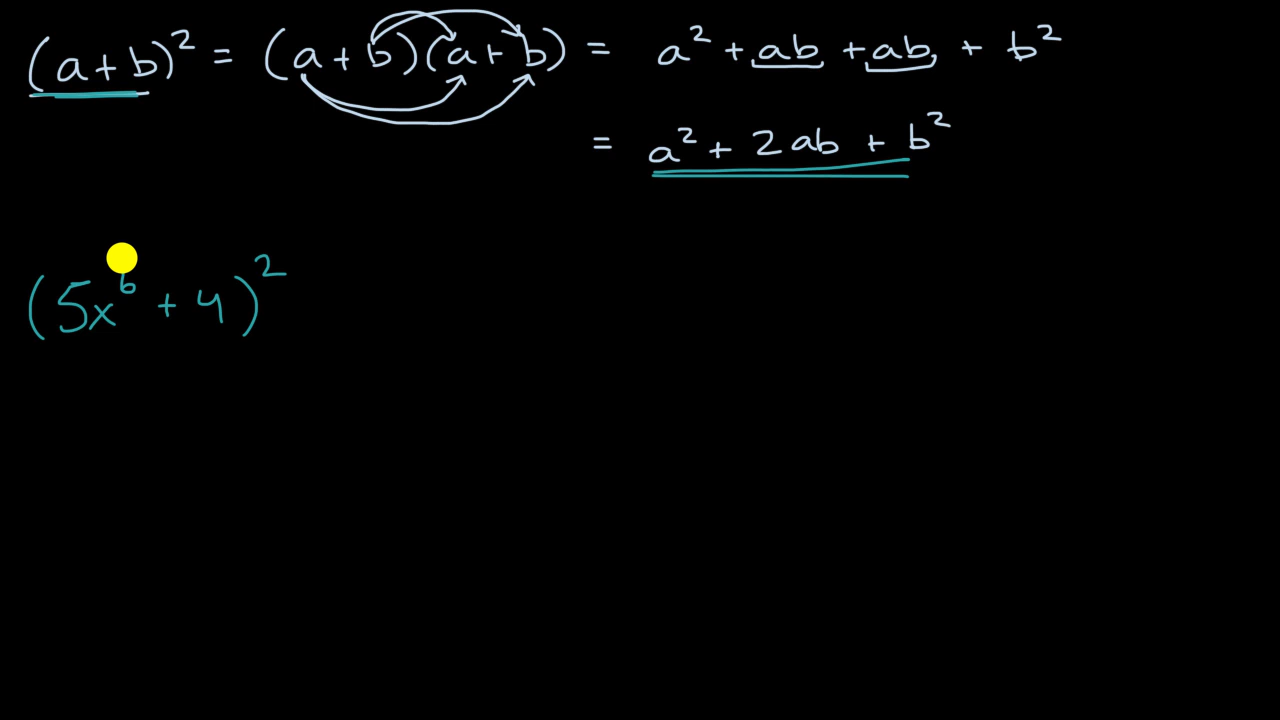 (a+b)² = (a+b)(a+b) = a² + ab + ab + b²
= a² + 2ab + b²
(5x⁶ + 4)²